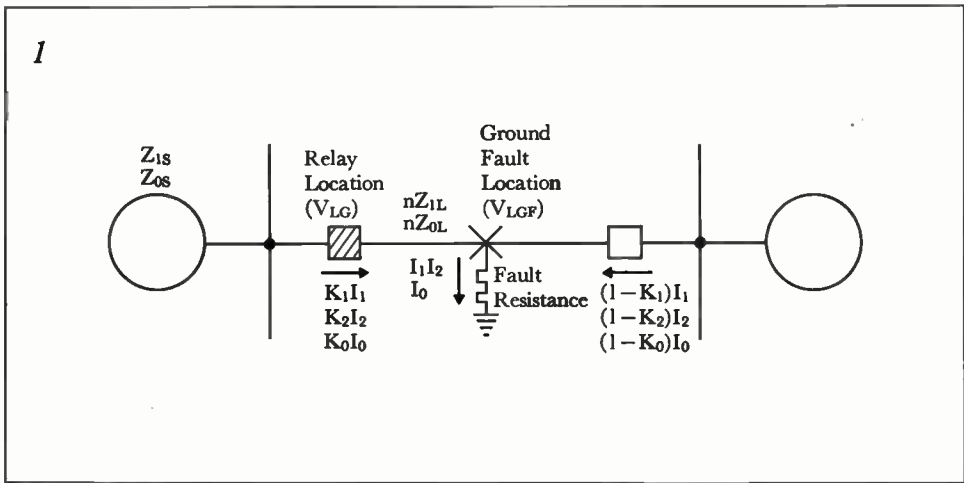 1
Z1S
Z0S
Relay
Location
(VLG)
nZ1L
nZ0L
Ground
Fault
Location
(VLGF)
I1I2
I0
Fault
Resistance
K1I1
K2I2
K0I0
(1-K1)I1
(1-K2)I2
(1-K0)I0